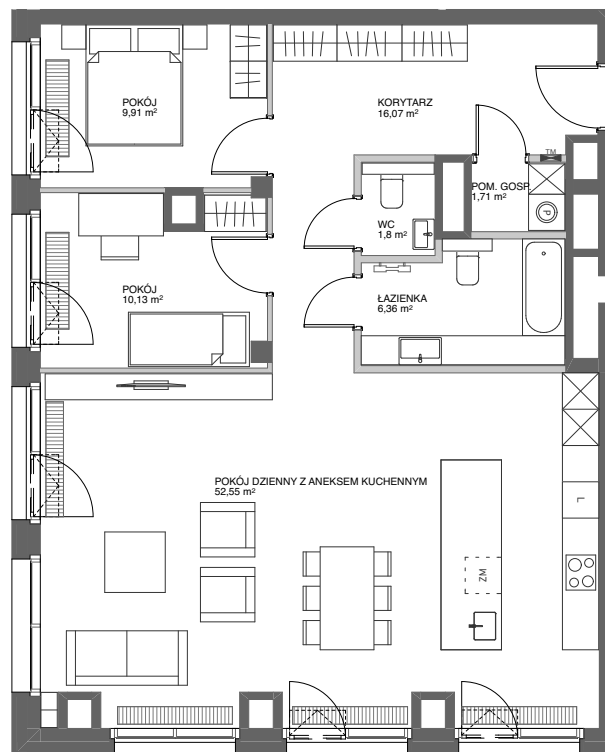 POKÓJ
9,91 m²
KORYTARZ
16,07 m²
TM
POM. GOSP.
1,71 m²
P
WC
1,8 m²
POKÓJ
10,13 m²
ŁAZIENKA
6,36 m²
POKÓJ DZIENNY Z ANEKSEM KUCHENNYM
52,55 m²
L
ZM